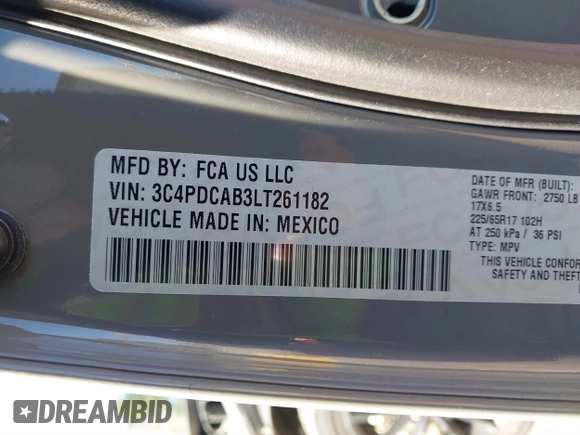 MFD BY: FCA US LLC
VIN: 3C4PDCAB3LT261182
VEHICLE MADE IN: MEXICO
DATE OF MFR (BUILT):
GAWR FRONT: 2750 LB
17X6.5
225/65R17 102H
AT 250 kPa / 36 PSI
TYPE: MPV
THIS VEHICLE CONFOR
SAFETY AND THEFT
DREAMBID